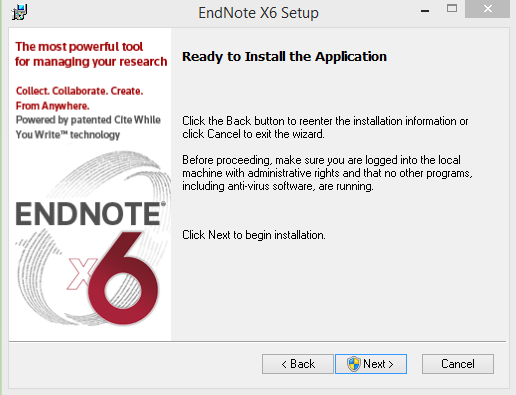 EndNote X6 Setup
The most powerful tool
for managing your research
Collect. Collaborate. Create.
From Anywhere.
Powered by patented Cite While
You Write™ technology
ENDNOTE®
x6
Ready to Install the Application
Click the Back button to reenter the installation information or
click Cancel to exit the wizard.
Before proceeding, make sure you are logged into the local
machine with administrative rights and that no other programs,
including anti-virus software, are running.
Click Next to begin installation.
< Back
Next >
Cancel